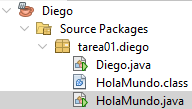 Diego
Source Packages
tarea01.diego
Diego.java
HolaMundo.class
HolaMundo.java